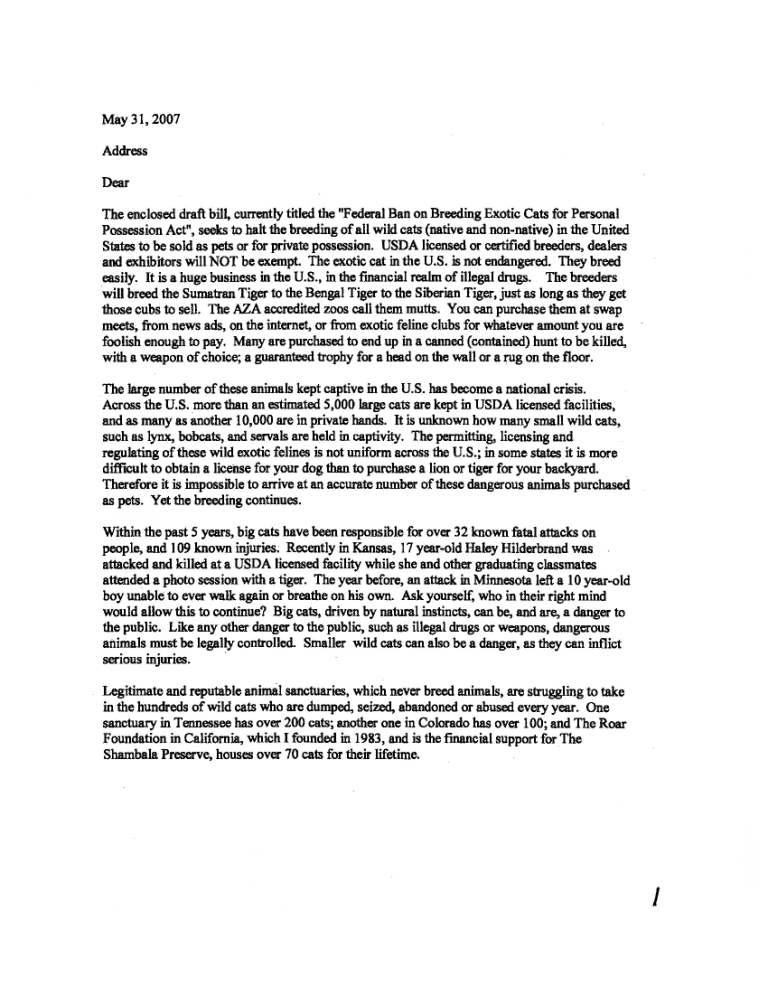 May 31, 2007
Address
Dear
The enclosed draft bill, currently titled the "Federal Ban on Breeding Exotic Cats for Personal
Possession Act", seeks to halt the breeding of all wild cats (native and non-native) in the United
States to be sold as pets or for private possession. USDA licensed or certified breeders, dealers
and exhibitors will NOT be exempt. The exotic cat in the U.S. is not endangered. They breed
easily. It is a huge business in the U.S., in the financial realm of illegal drugs. The breeders
will breed the Sumatran Tiger to the Bengal Tiger to the Siberian Tiger, just as long as they get
those cubs to sell. The AZA accredited zoos call them mutts. You can purchase them at swap
meets, from news ads, on the internet, or from exotic feline clubs for whatever amount you are
foolish enough to pay. Many are purchased to end up in a canned (contained) hunt to be killed,
with a weapon of choice; a guaranteed trophy for a head on the wall or a rug on the floor.
The large number of these animals kept captive in the U.S. has become a national crisis.
Across the U.S. more than an estimated 5,000 large cats are kept in USDA licensed facilities,
and as many as another 10,000 are in private hands. It is unknown how many small wild cats,
such as lynx, bobcats, and servals are held in captivity. The permitting, licensing and
regulating of these wild exotic felines is not uniform across the U.S.; in some states it is more
difficult to obtain a license for your dog than to purchase a lion or tiger for your backyard.
Therefore it is impossible to arrive at an accurate number of these dangerous animals purchased
as pets. Yet the breeding continues.
Within the past 5 years, big cats have been responsible for over 32 known fatal attacks on
people, and 109 known injuries. Recently in Kansas, 17 year-old Haley Hilderbrand was
attacked and killed at a USDA licensed facility while she and other graduating classmates
attended a photo session with a tiger. The year before, an attack in Minnesota left a 10 year-old
boy unable to ever walk again or breathe on his own. Ask yourself, who in their right mind
would allow this to continue? Big cats, driven by natural instincts, can be, and are, a danger to
the public. Like any other danger to the public, such as illegal drugs or weapons, dangerous
animals must be legally controlled. Smaller wild cats can also be a danger, as they can inflict
serious injuries.
Legitimate and reputable animal sanctuaries, which never breed animals, are struggling to take
in the hundreds of wild cats who are dumped, seized, abandoned or abused every year. One
sanctuary in Tennessee has over 200 cats; another one in Colorado has over 100; and The Roar
Foundation in California, which I founded in 1983, and is the financial support for The
Shambala Preserve, houses over 70 cats for their lifetime.
1